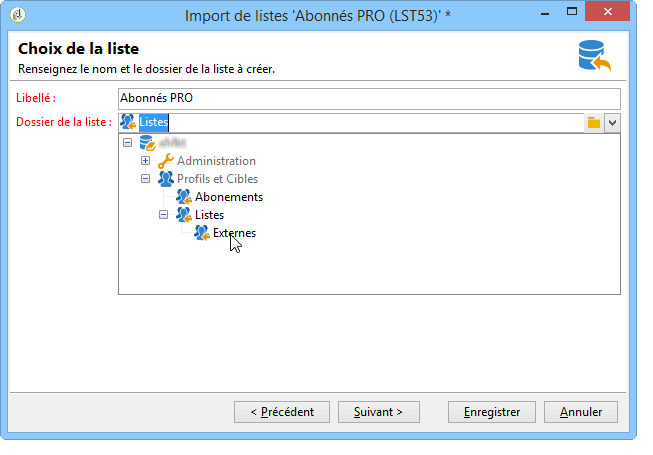 Import de listes 'Abonnés PRO (LST53)' *
Choix de la liste
Renseignez le nom et le dossier de la liste à créer.
Libellé : Abonnés PRO
Dossier de la liste : Listes
Administration
Profils et Cibles
Abonements
Listes
Externes
< Précédent Suivant > Enregistrer Annuler